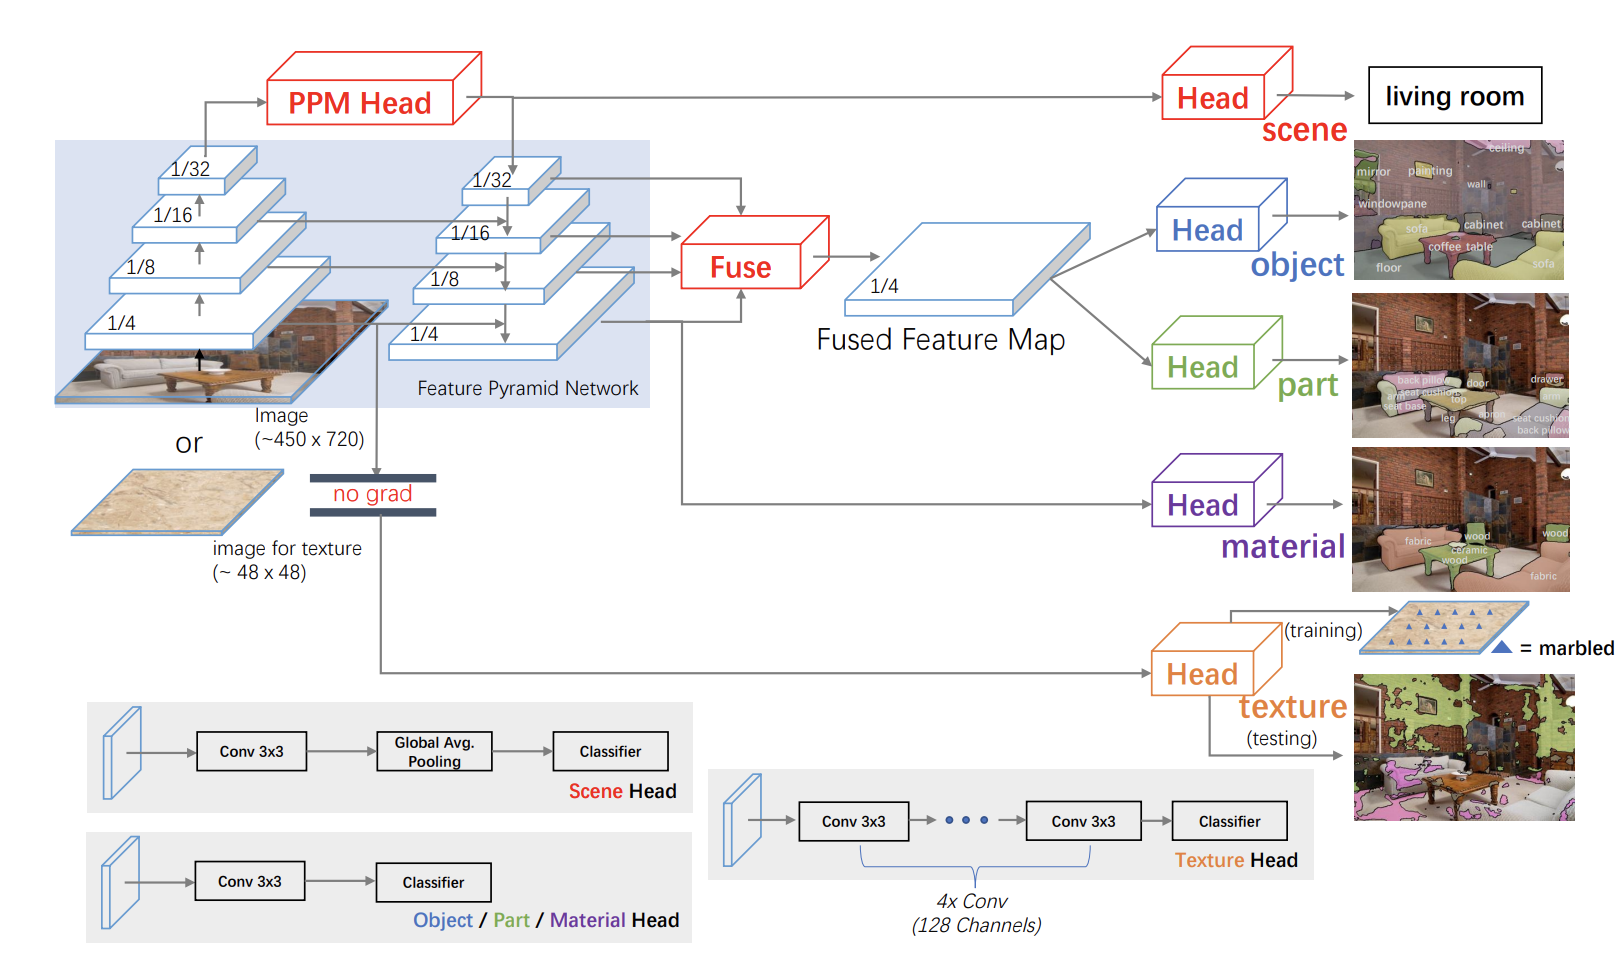 PPM Head
Head
scene
living room
1/32
1/16
1/8
1/4
1/32
1/16
1/8
1/4
Feature Pyramid Network
Fuse
1/4
Fused Feature Map
Head
object
ceiling
mirror
painting
wall
windowpane
sofa
cabinet
cabinet
coffee table
floor
sofa
Head
part
back pillow
door
drawer
arm
seat cushion
top
arm
seat base
leg
apron
seat cushion
back pillow
Image
(~450 x 720)
or
no grad
image for texture
(~ 48 x 48)
Head
material
fabric
wood
wood
ceramic
wood
fabric
Head
texture
(training)
= marbled
(testing)
Conv 3x3
Global Avg.
Pooling
Classifier
Scene Head
Conv 3x3
Classifier
Object / Part / Material Head
Conv 3x3
Conv 3x3
Classifier
Texture Head
4x Conv
(128 Channels)